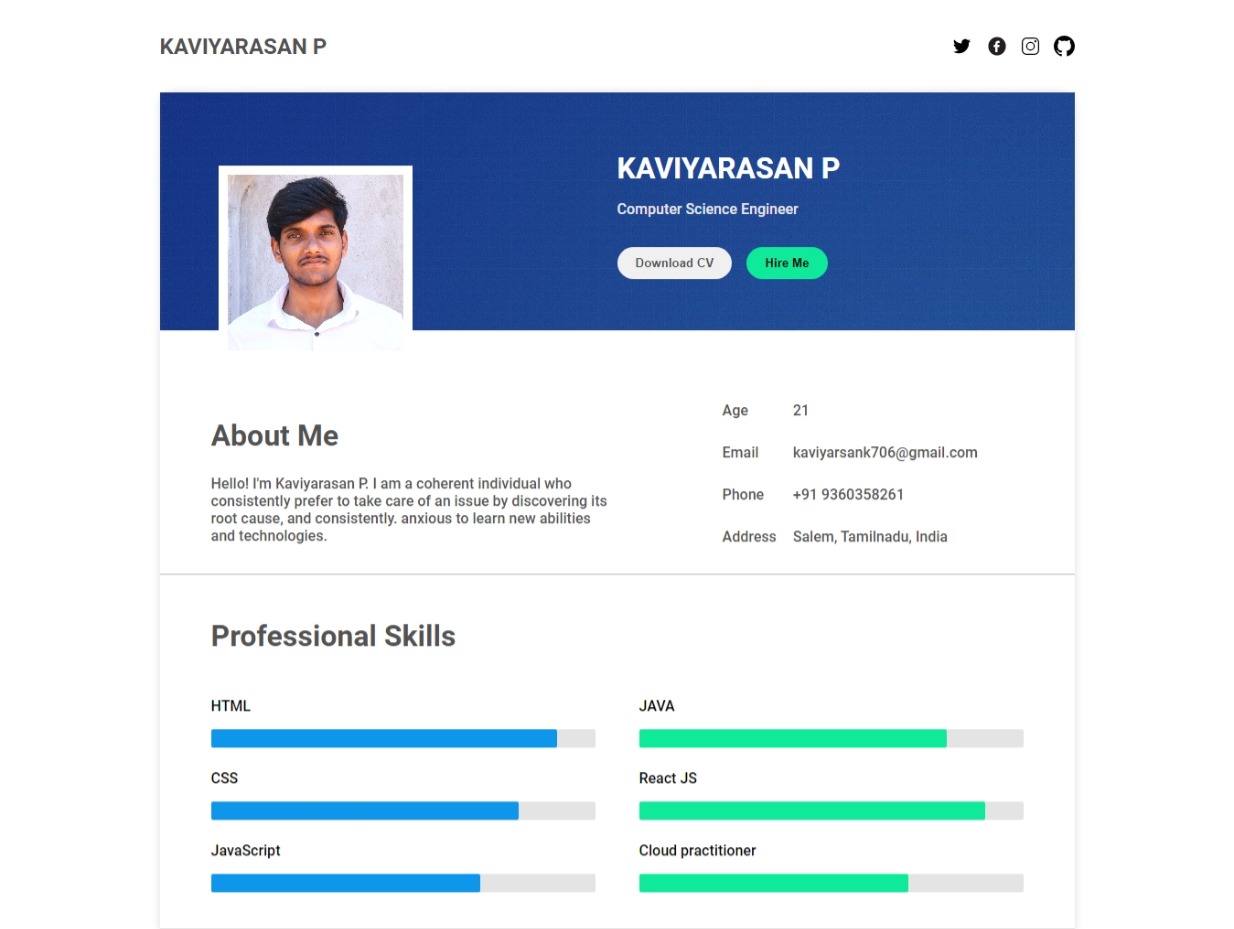 KAVIYARASAN P
KAVIYARASAN P
Computer Science Engineer
Download CV
Hire Me
About Me
Hello! I'm Kaviyarasan P. I am a coherent individual who
consistently prefer to take care of an issue by discovering its
root cause, and consistently. anxious to learn new abilities
and technologies.
Age 21
Email kaviyarsank706@gmail.com
Phone +91 9360358261
Address Salem, Tamilnadu, India
Professional Skills
HTML
JAVA
CSS
React JS
JavaScript
Cloud practitioner